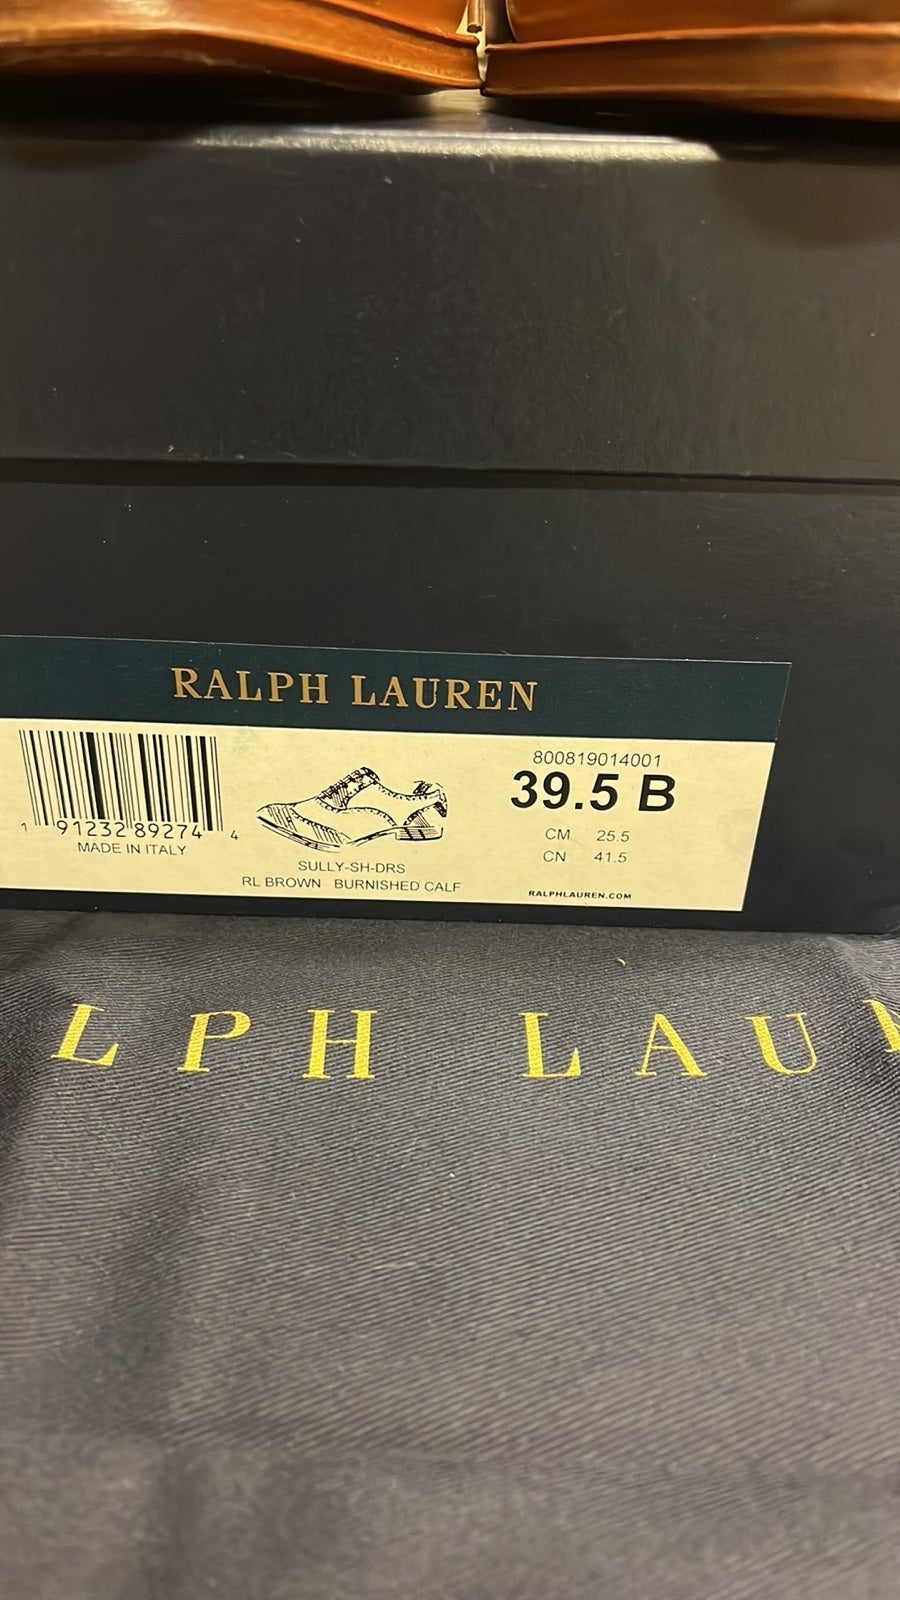 RALPH LAUREN
1 91232 89274 4
MADE IN ITALY
SULLY-SH-DRS
RL BROWN BURNISHED CALF
800819014001
39.5 B
CM 25.5
CN 41.5
RALPHLAUREN.COM
LPH LAU